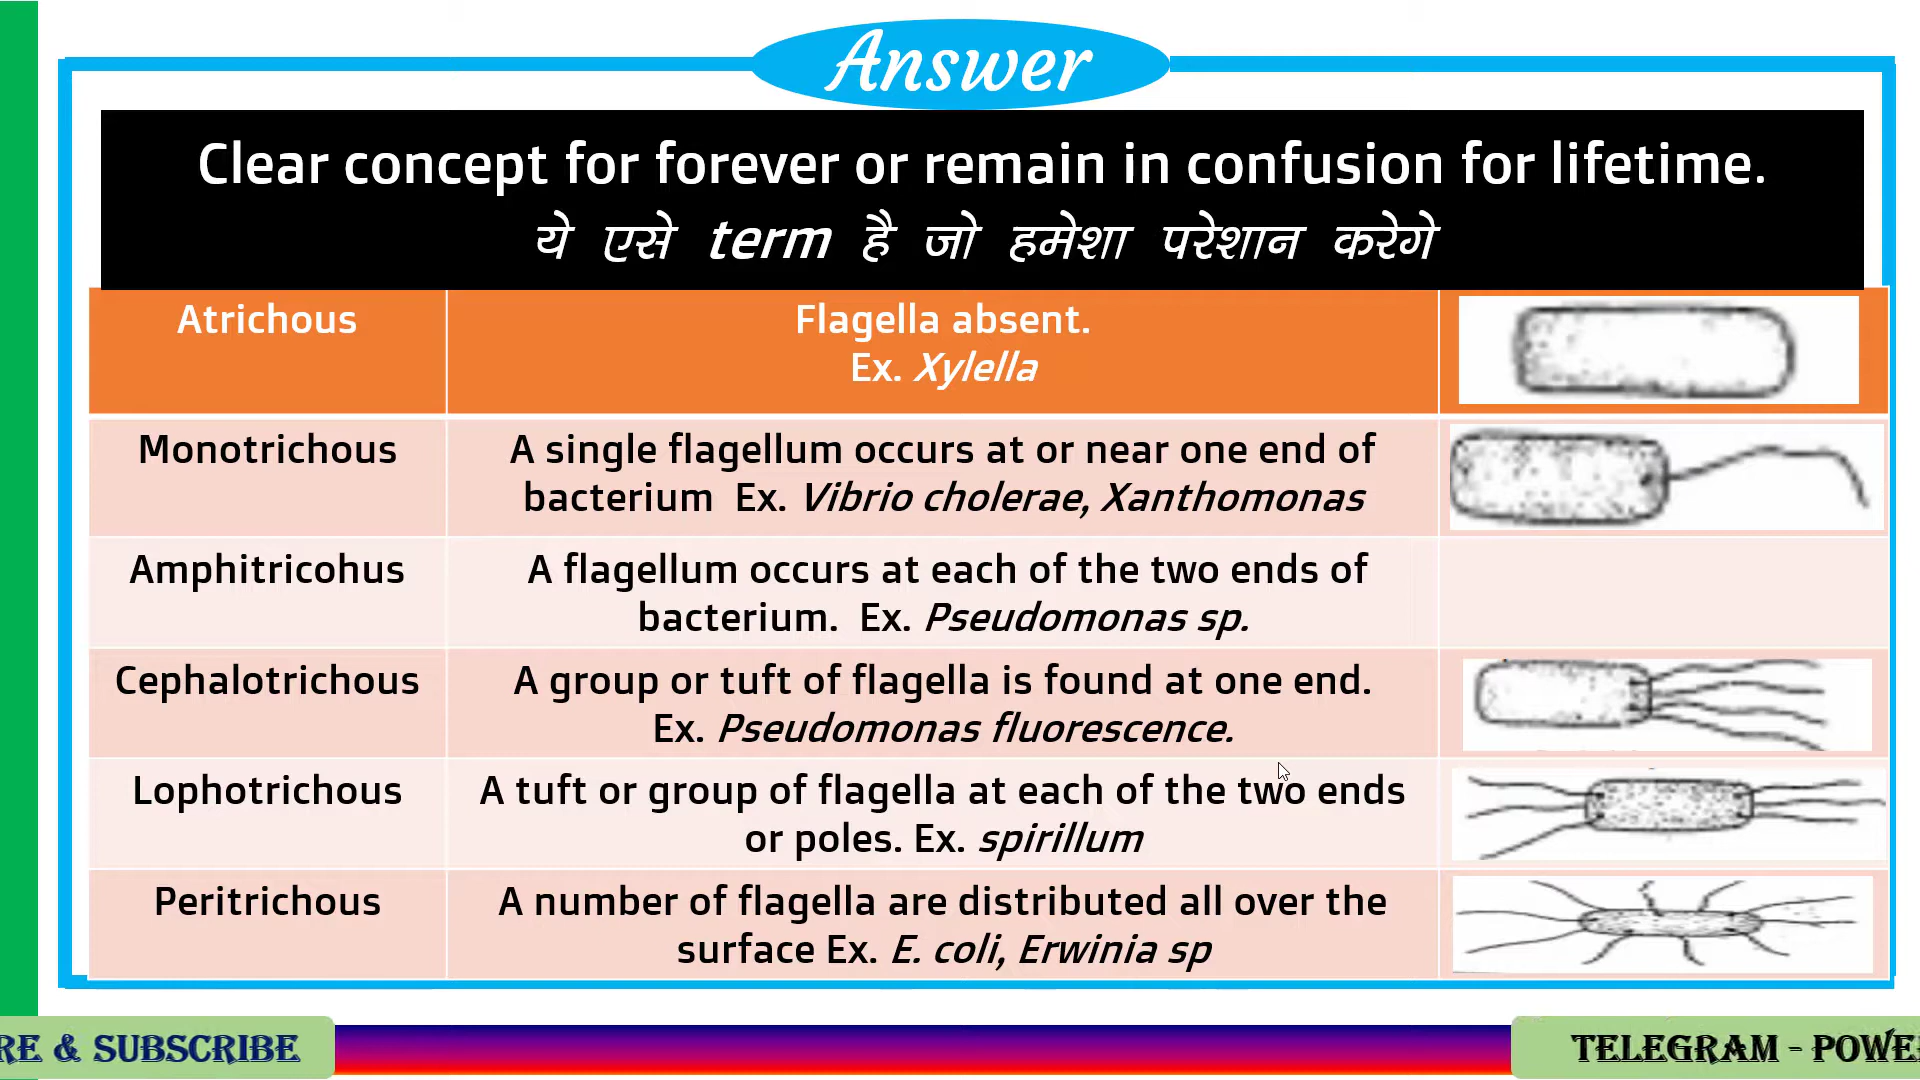 Answer
Clear concept for forever or remain in confusion for lifetime.
ये एसे term है जो हमेशा परेशान करेगे
Atrichous
Flagella absent.
Ex. Xylella
Monotrichous
A single flagellum occurs at or near one end of
bacterium Ex. Vibrio cholerae, Xanthomonas
Amphitricohus
A flagellum occurs at each of the two ends of
bacterium. Ex. Pseudomonas sp.
Cephalotrichous
A group or tuft of flagella is found at one end.
Ex. Pseudomonas fluorescence.
Lophotrichous
A tuft or group of flagella at each of the two ends
or poles. Ex. spirillum
Peritrichous
A number of flagella are distributed all over the
surface Ex. E. coli, Erwinia sp
RE & SUBSCRIBE
TELEGRAM - POWE